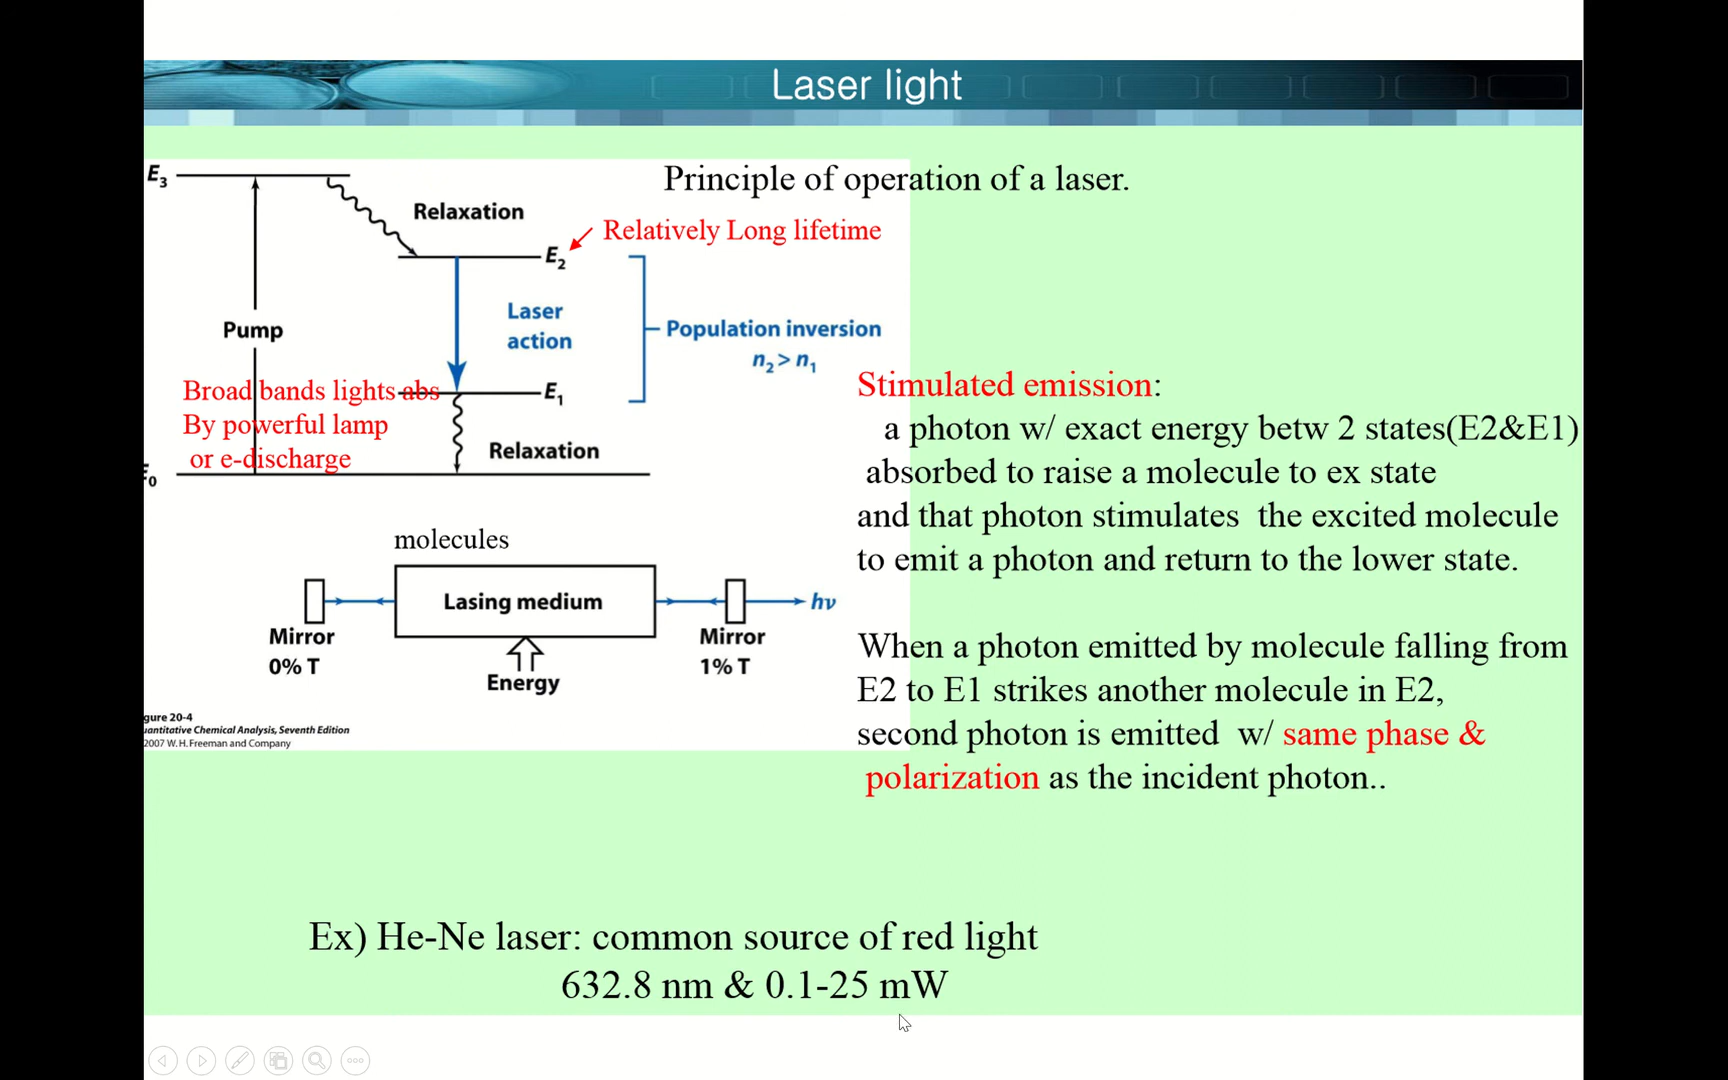 Laser light
Principle of operation of a laser.
E3
Relaxation
Relatively Long lifetime
E2
Laser
action
Pump
Population inversion
n2 > n1
Broad bands lights abs
By powerful lamp
or e-discharge
E1
Relaxation
E0
Stimulated emission:
a photon w/ exact energy betw 2 states(E2&E1)
absorbed to raise a molecule to ex state
and that photon stimulates the excited molecule
to emit a photon and return to the lower state.
When a photon emitted by molecule falling from
E2 to E1 strikes another molecule in E2,
second photon is emitted w/ same phase &
polarization as the incident photon..
molecules
Lasing medium
hν
Mirror
0% T
Mirror
1% T
Energy
gure 20-4
uantitative Chemical Analysis, Seventh Edition
2007 W.H. Freeman and Company
Ex) He-Ne laser: common source of red light
632.8 nm & 0.1-25 mW